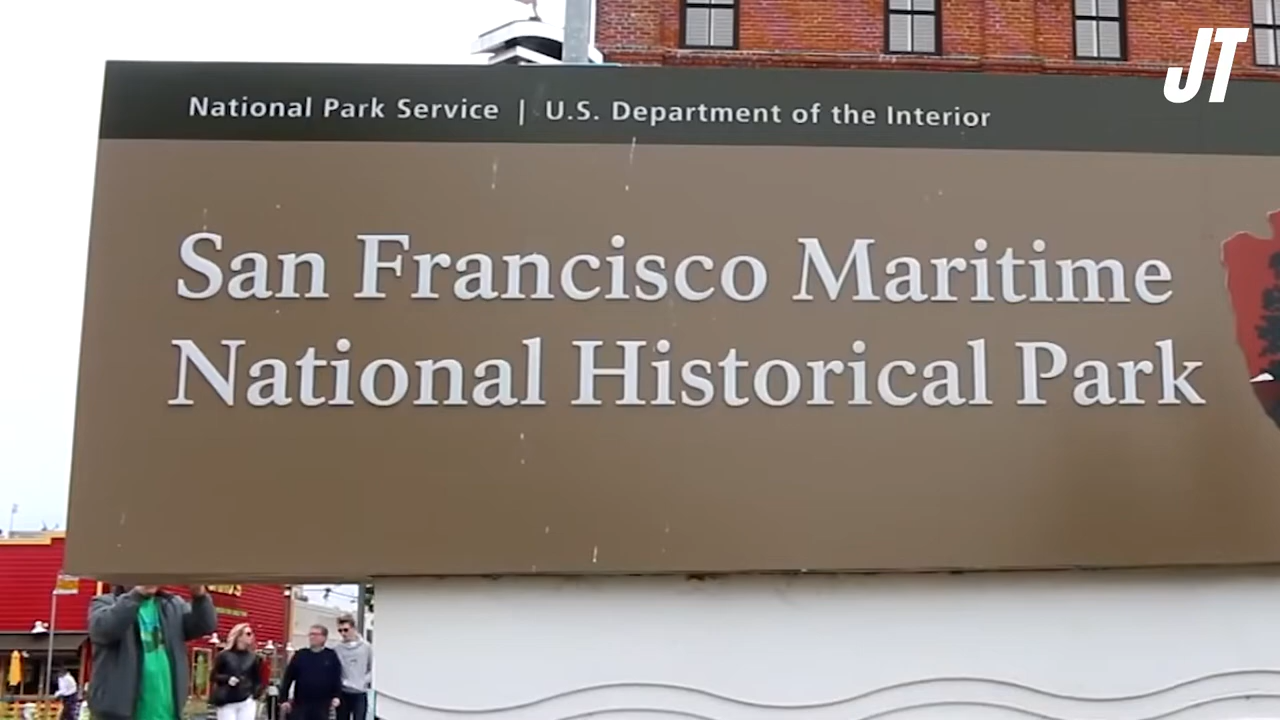 JT
National Park Service | U.S. Department of the Interior
San Francisco Maritime
National Historical Park